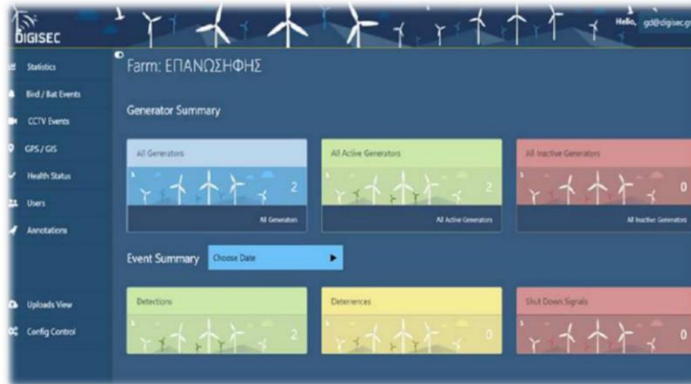 DIGISEC
Hello, gd@digisec.gr
Statistics
Bird / Bat Events
CCTV Events
GPS / GIS
Health Status
Users
Annotations
Uploads View
Config Control
Farm: ΕΠΑΝΩΣΗΦΗΣ
Generator Summary
All Generators
2
All Generators
All Active Generators
2
All Active Generators
All Inactive Generators
0
All Inactive Generators
Event Summary
Choose Date
Detections
2
Deterrences
0
Shut Down Signals
0